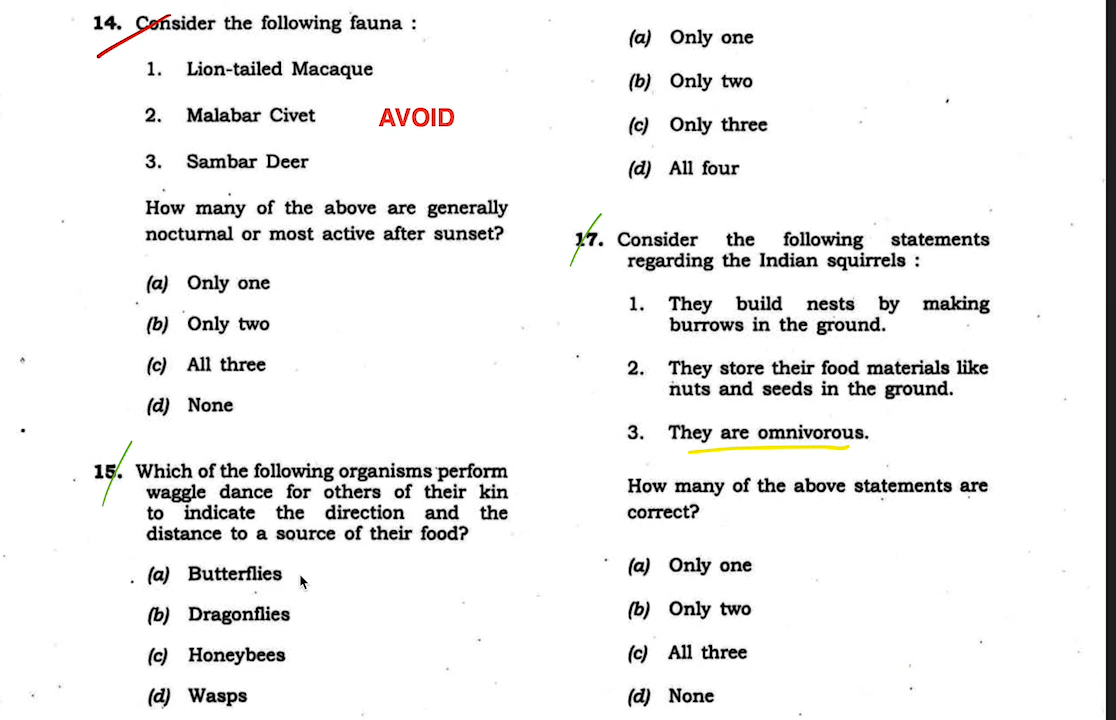 14. Consider the following fauna :
1. Lion-tailed Macaque
2. Malabar Civet
AVOID
3. Sambar Deer
How many of the above are generally
nocturnal or most active after sunset?
(a) Only one
(b) Only two
(c) All three
(d) None
15. Which of the following organisms perform
waggle dance for others of their kin
to indicate the direction and the
distance to a source of their food?
(a) Butterflies
(b) Dragonflies
(c) Honeybees
(d) Wasps
(a) Only one
(b) Only two
(c) Only three
(d) All four
17. Consider the following statements
regarding the Indian squirrels :
1. They build nests by making
burrows in the ground.
2. They store their food materials like
nuts and seeds in the ground.
3. They are omnivorous.
How many of the above statements are
correct?
(a) Only one
(b) Only two
(c) All three
(d) None